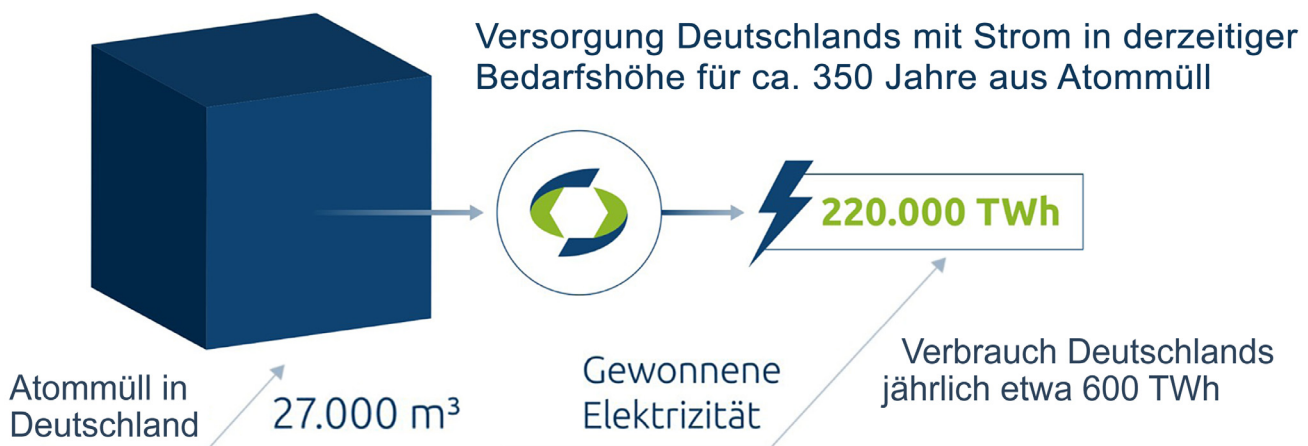 Versorgung Deutschlands mit Strom in derzeitiger
Bedarfshöhe für ca. 350 Jahre aus Atommüll
220.000 TWh
Atommüll in
Deutschland
27.000 m³
Gewonnene
Elektrizität
Verbrauch Deutschlands
jährlich etwa 600 TWh